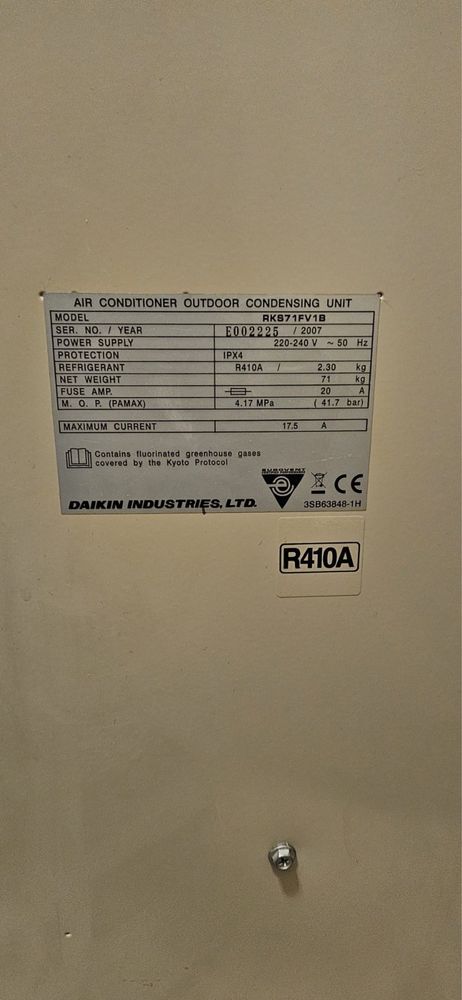 AIR CONDITIONER OUTDOOR CONDENSING UNIT
MODEL RKS71FV1B
SER. NO. / YEAR E002225 / 2007
POWER SUPPLY 220-240 V ~ 50 Hz
PROTECTION IPX4
REFRIGERANT R410A / 2.30 kg
NET WEIGHT 71 kg
FUSE AMP. 20 A
M. O. P. (PAMAX) 4.17 MPa ( 41.7 bar)
MAXIMUM CURRENT 17.5 A
Contains fluorinated greenhouse gases
covered by the Kyoto Protocol
EUROVENT
CE
DAIKIN INDUSTRIES, LTD. 3SB63848-1H
R410A